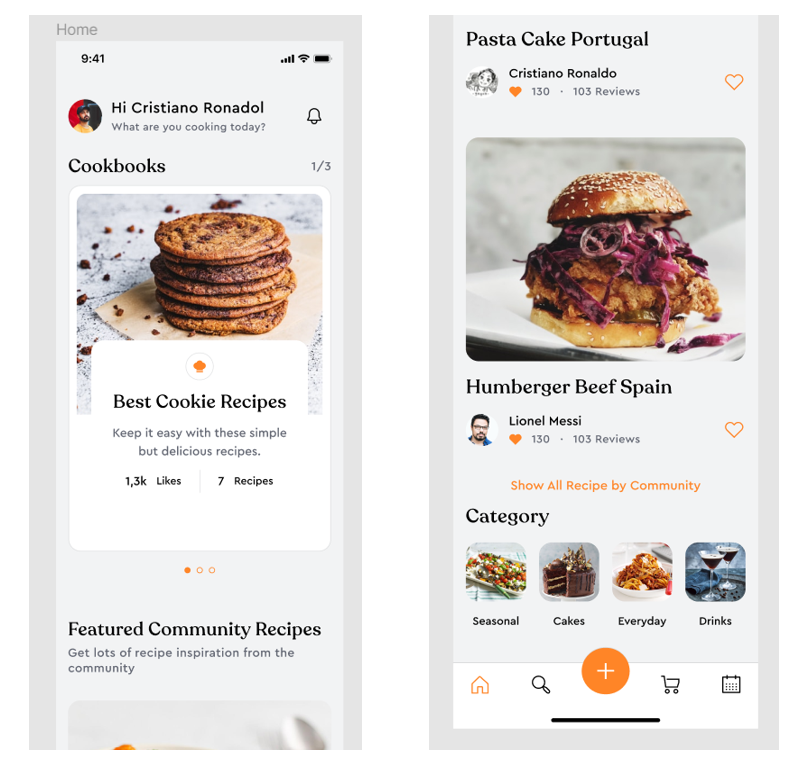 Home
9:41
Hi Cristiano Ronadol
What are you cooking today?
Cookbooks
1/3
Best Cookie Recipes
Keep it easy with these simple
but delicious recipes.
1,3k Likes
7 Recipes
Featured Community Recipes
Get lots of recipe inspiration from the
community
Pasta Cake Portugal
Cristiano Ronaldo
130 · 103 Reviews
Humberger Beef Spain
Lionel Messi
130 · 103 Reviews
Show All Recipe by Community
Category
Seasonal
Cakes
Everyday
Drinks